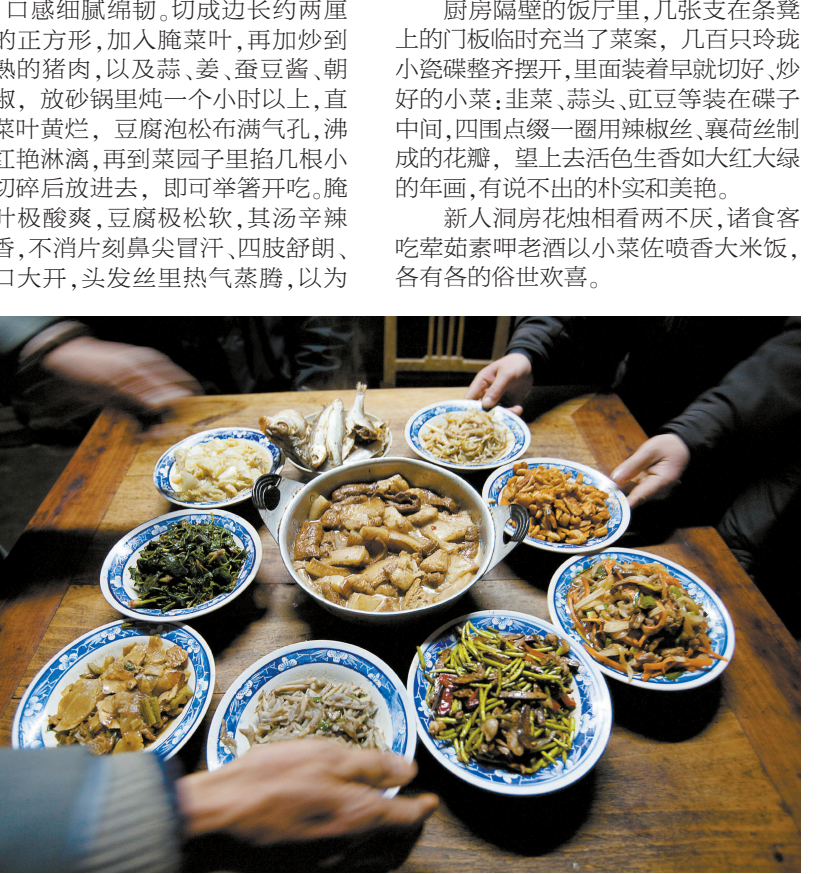 口感细腻绵韧。切成边长约两厘
的正方形,加入腌菜叶,再加炒到
熟的猪肉,以及蒜、姜、蚕豆酱、朝
椒,放砂锅里炖一个小时以上,直
菜叶黄烂,豆腐泡松布满气孔,沸
红艳淋漓,再到菜园子里掐几根小
切碎后放进去,即可举箸开吃。腌
叶极酸爽,豆腐极松软,其汤辛辣
香,不消片刻鼻尖冒汗、四肢舒朗、
口大开,头发丝里热气蒸腾,以为
厨房隔壁的饭厅里,几张支在条凳
上的门板临时充当了菜案,几百只玲珑
小瓷碟整齐摆开,里面装着早就切好、炒
好的小菜:韭菜、蒜头、豇豆等装在碟子
中间,四围点缀一圈用辣椒丝、蘘荷丝制
成的花瓣,望上去活色生香如大红大绿
的年画,有说不出的朴实和美艳。
新人洞房花烛相看两不厌,诸食客
吃荤茹素呷老酒以小菜佐喷香大米饭,
各有各的俗世欢喜。